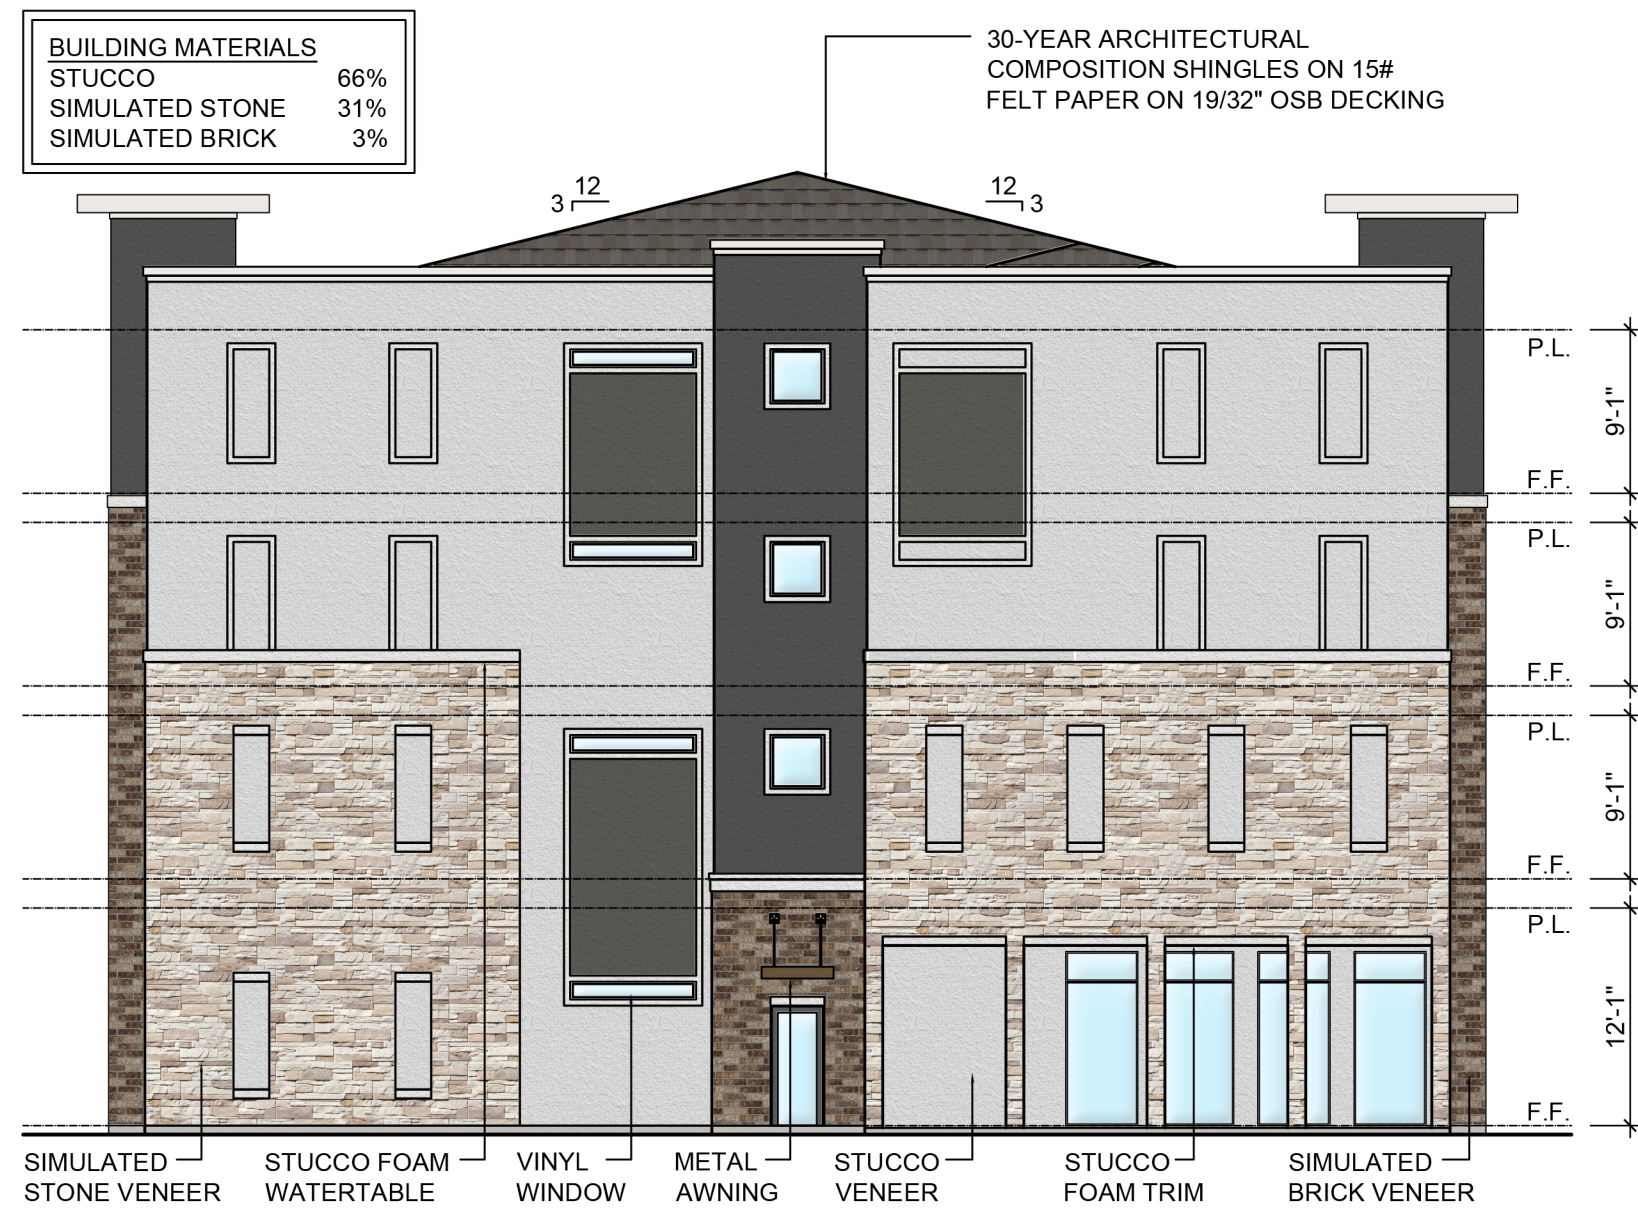 BUILDING MATERIALS
STUCCO 66%
SIMULATED STONE 31%
SIMULATED BRICK 3%
30-YEAR ARCHITECTURAL
COMPOSITION SHINGLES ON 15#
FELT PAPER ON 19/32" OSB DECKING
12
3
12
3
P.L.
9'-1"
F.F.
P.L.
9'-1"
F.F.
P.L.
9'-1"
F.F.
P.L.
12'-1"
F.F.
SIMULATED
STONE VENEER
STUCCO FOAM
WATERTABLE
VINYL
WINDOW
METAL
AWNING
STUCCO
VENEER
STUCCO
FOAM TRIM
SIMULATED
BRICK VENEER